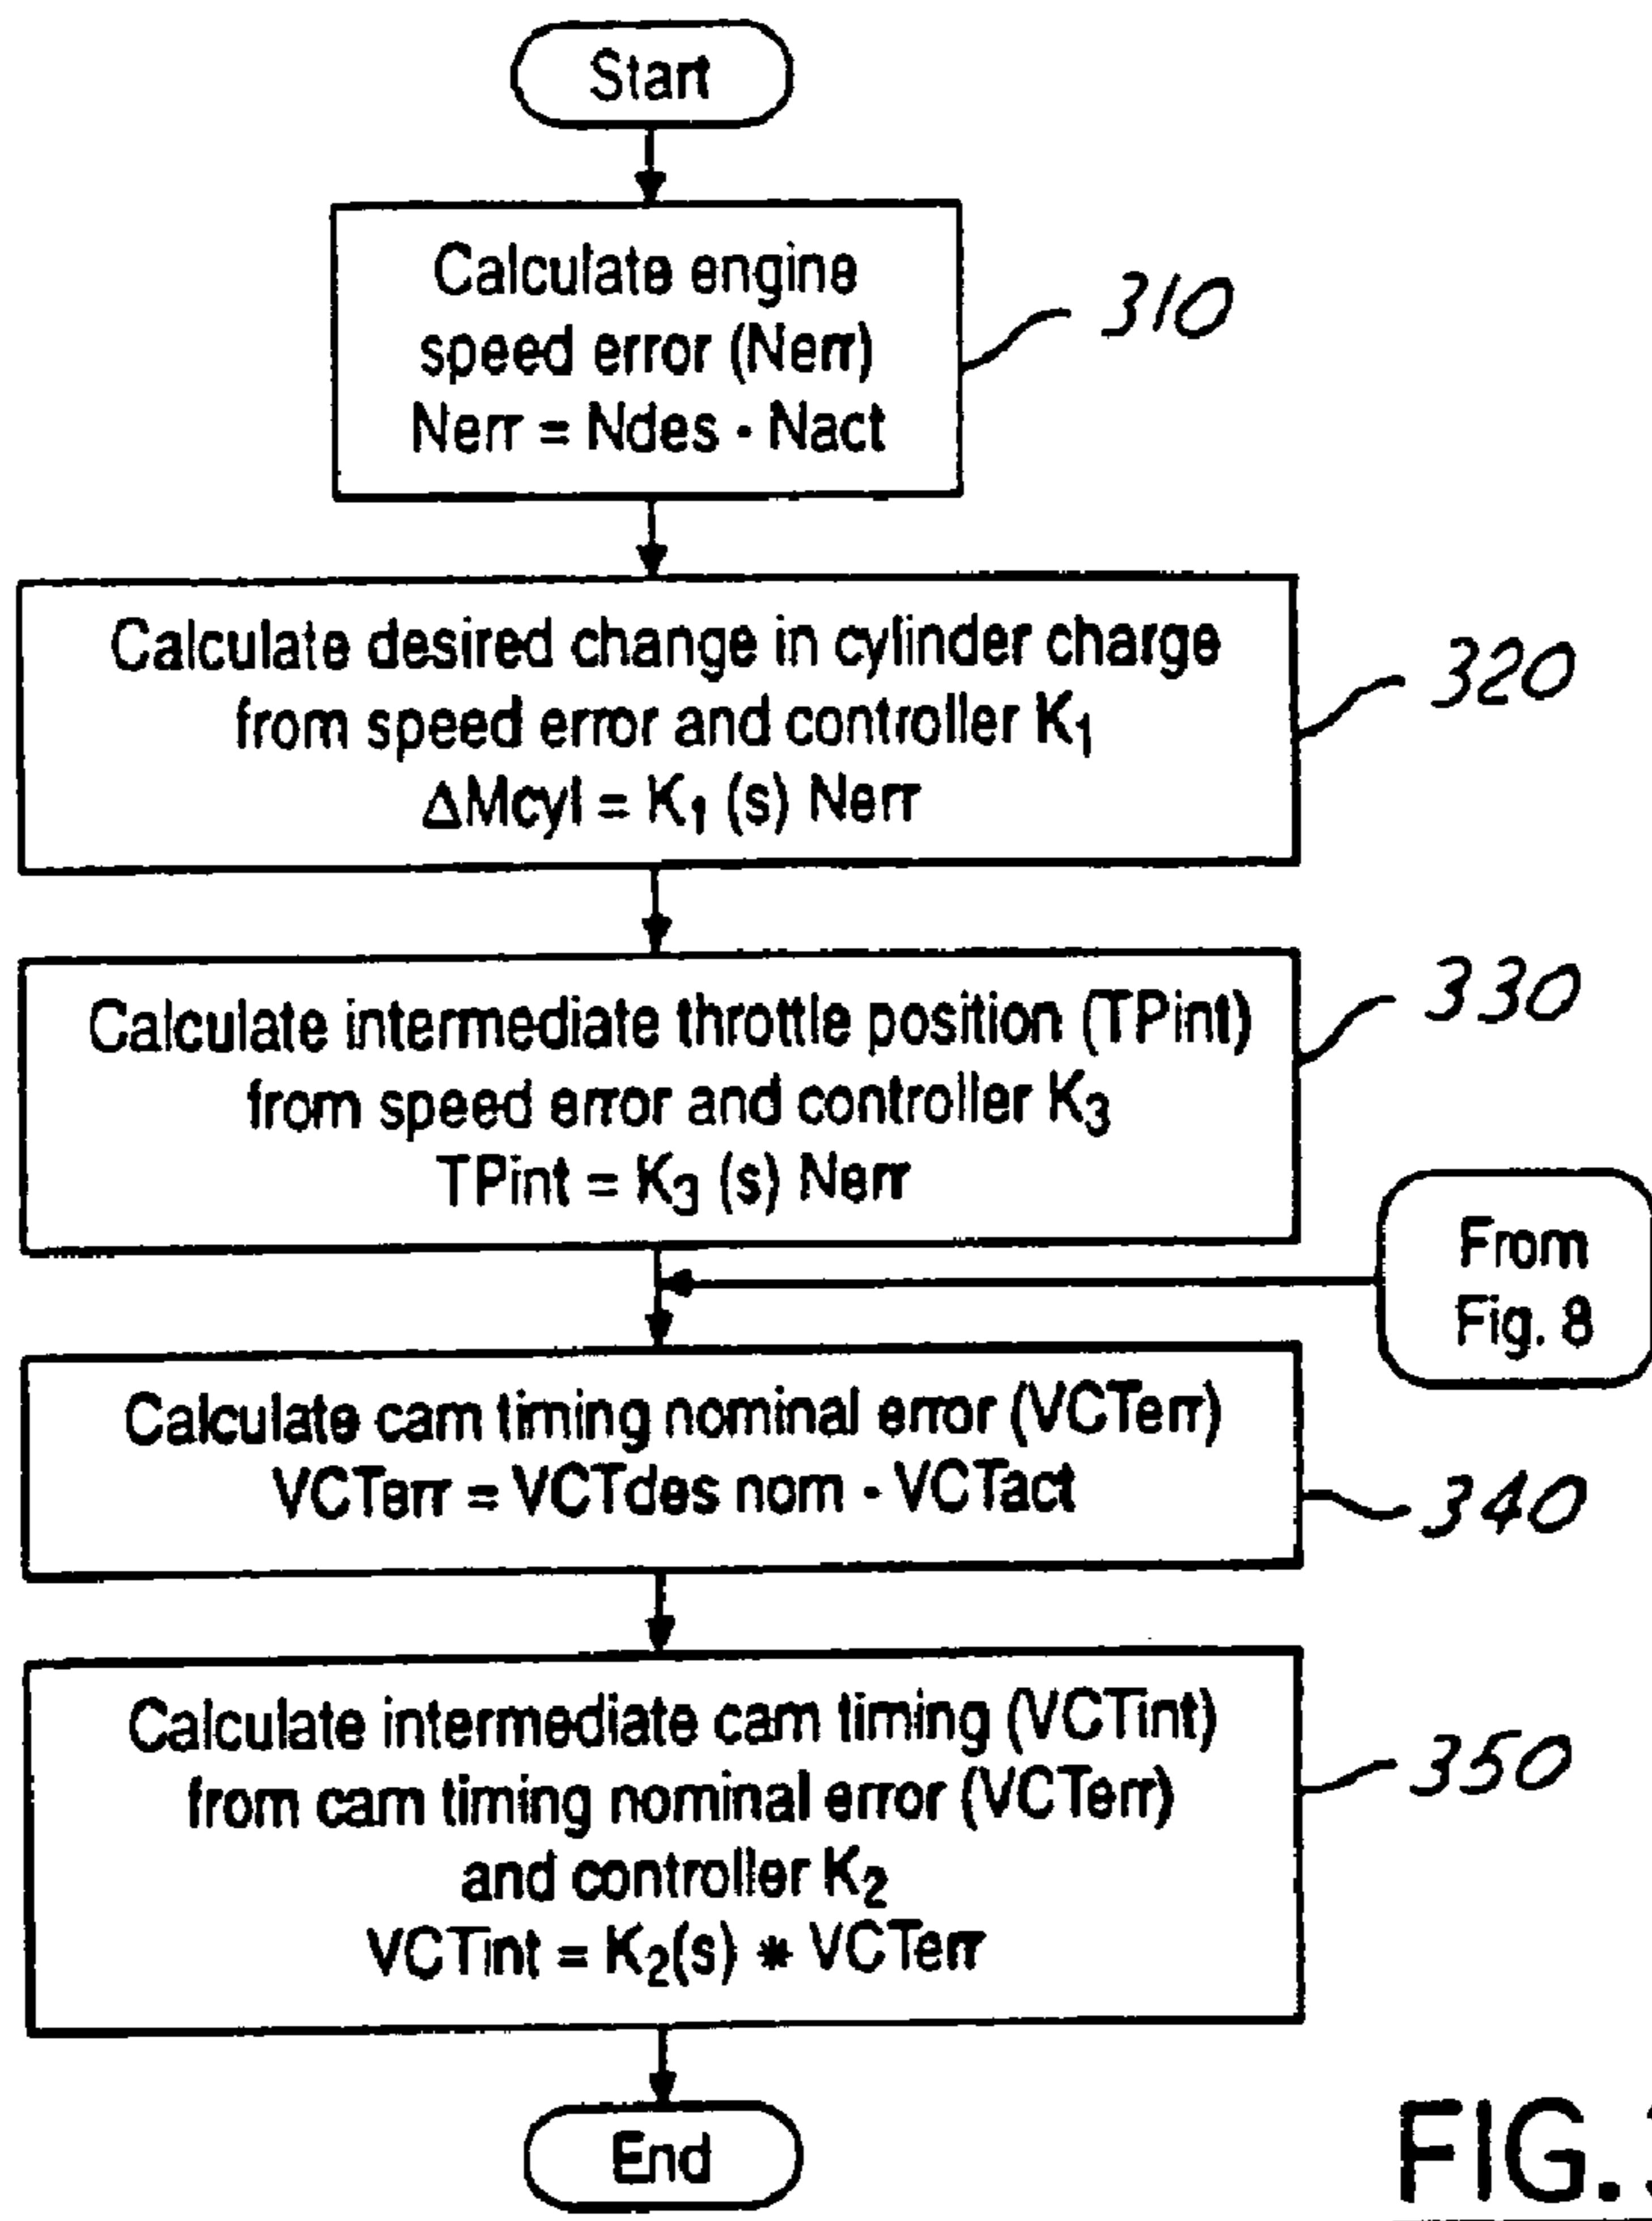 Start
Calculate engine
speed error (Nerr)
Nerr = Ndes - Nact
310
Calculate desired change in cylinder charge
from speed error and controller K₁
ΔMcyl = K₁ (s) Nerr
320
Calculate intermediate throttle position (TPint)
from speed error and controller K₃
TPint = K₃ (s) Nerr
330
From
Fig. 8
Calculate cam timing nominal error (VCTerr)
VCTerr = VCTdes nom - VCTact
340
Calculate intermediate cam timing (VCTint)
from cam timing nominal error (VCTerr)
and controller K₂
VCTint = K₂(s) * VCTerr
350
End
FIG.